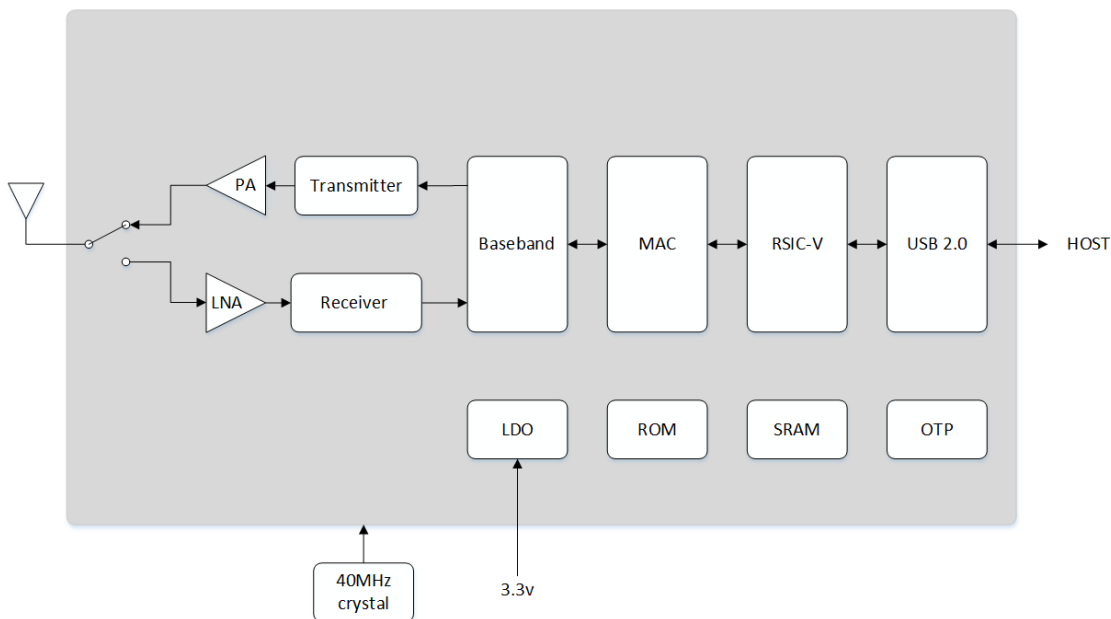 PA
Transmitter
Baseband
MAC
RSIC-V
USB 2.0
HOST
LNA
Receiver
LDO
ROM
SRAM
OTP
40MHz
crystal
3.3v